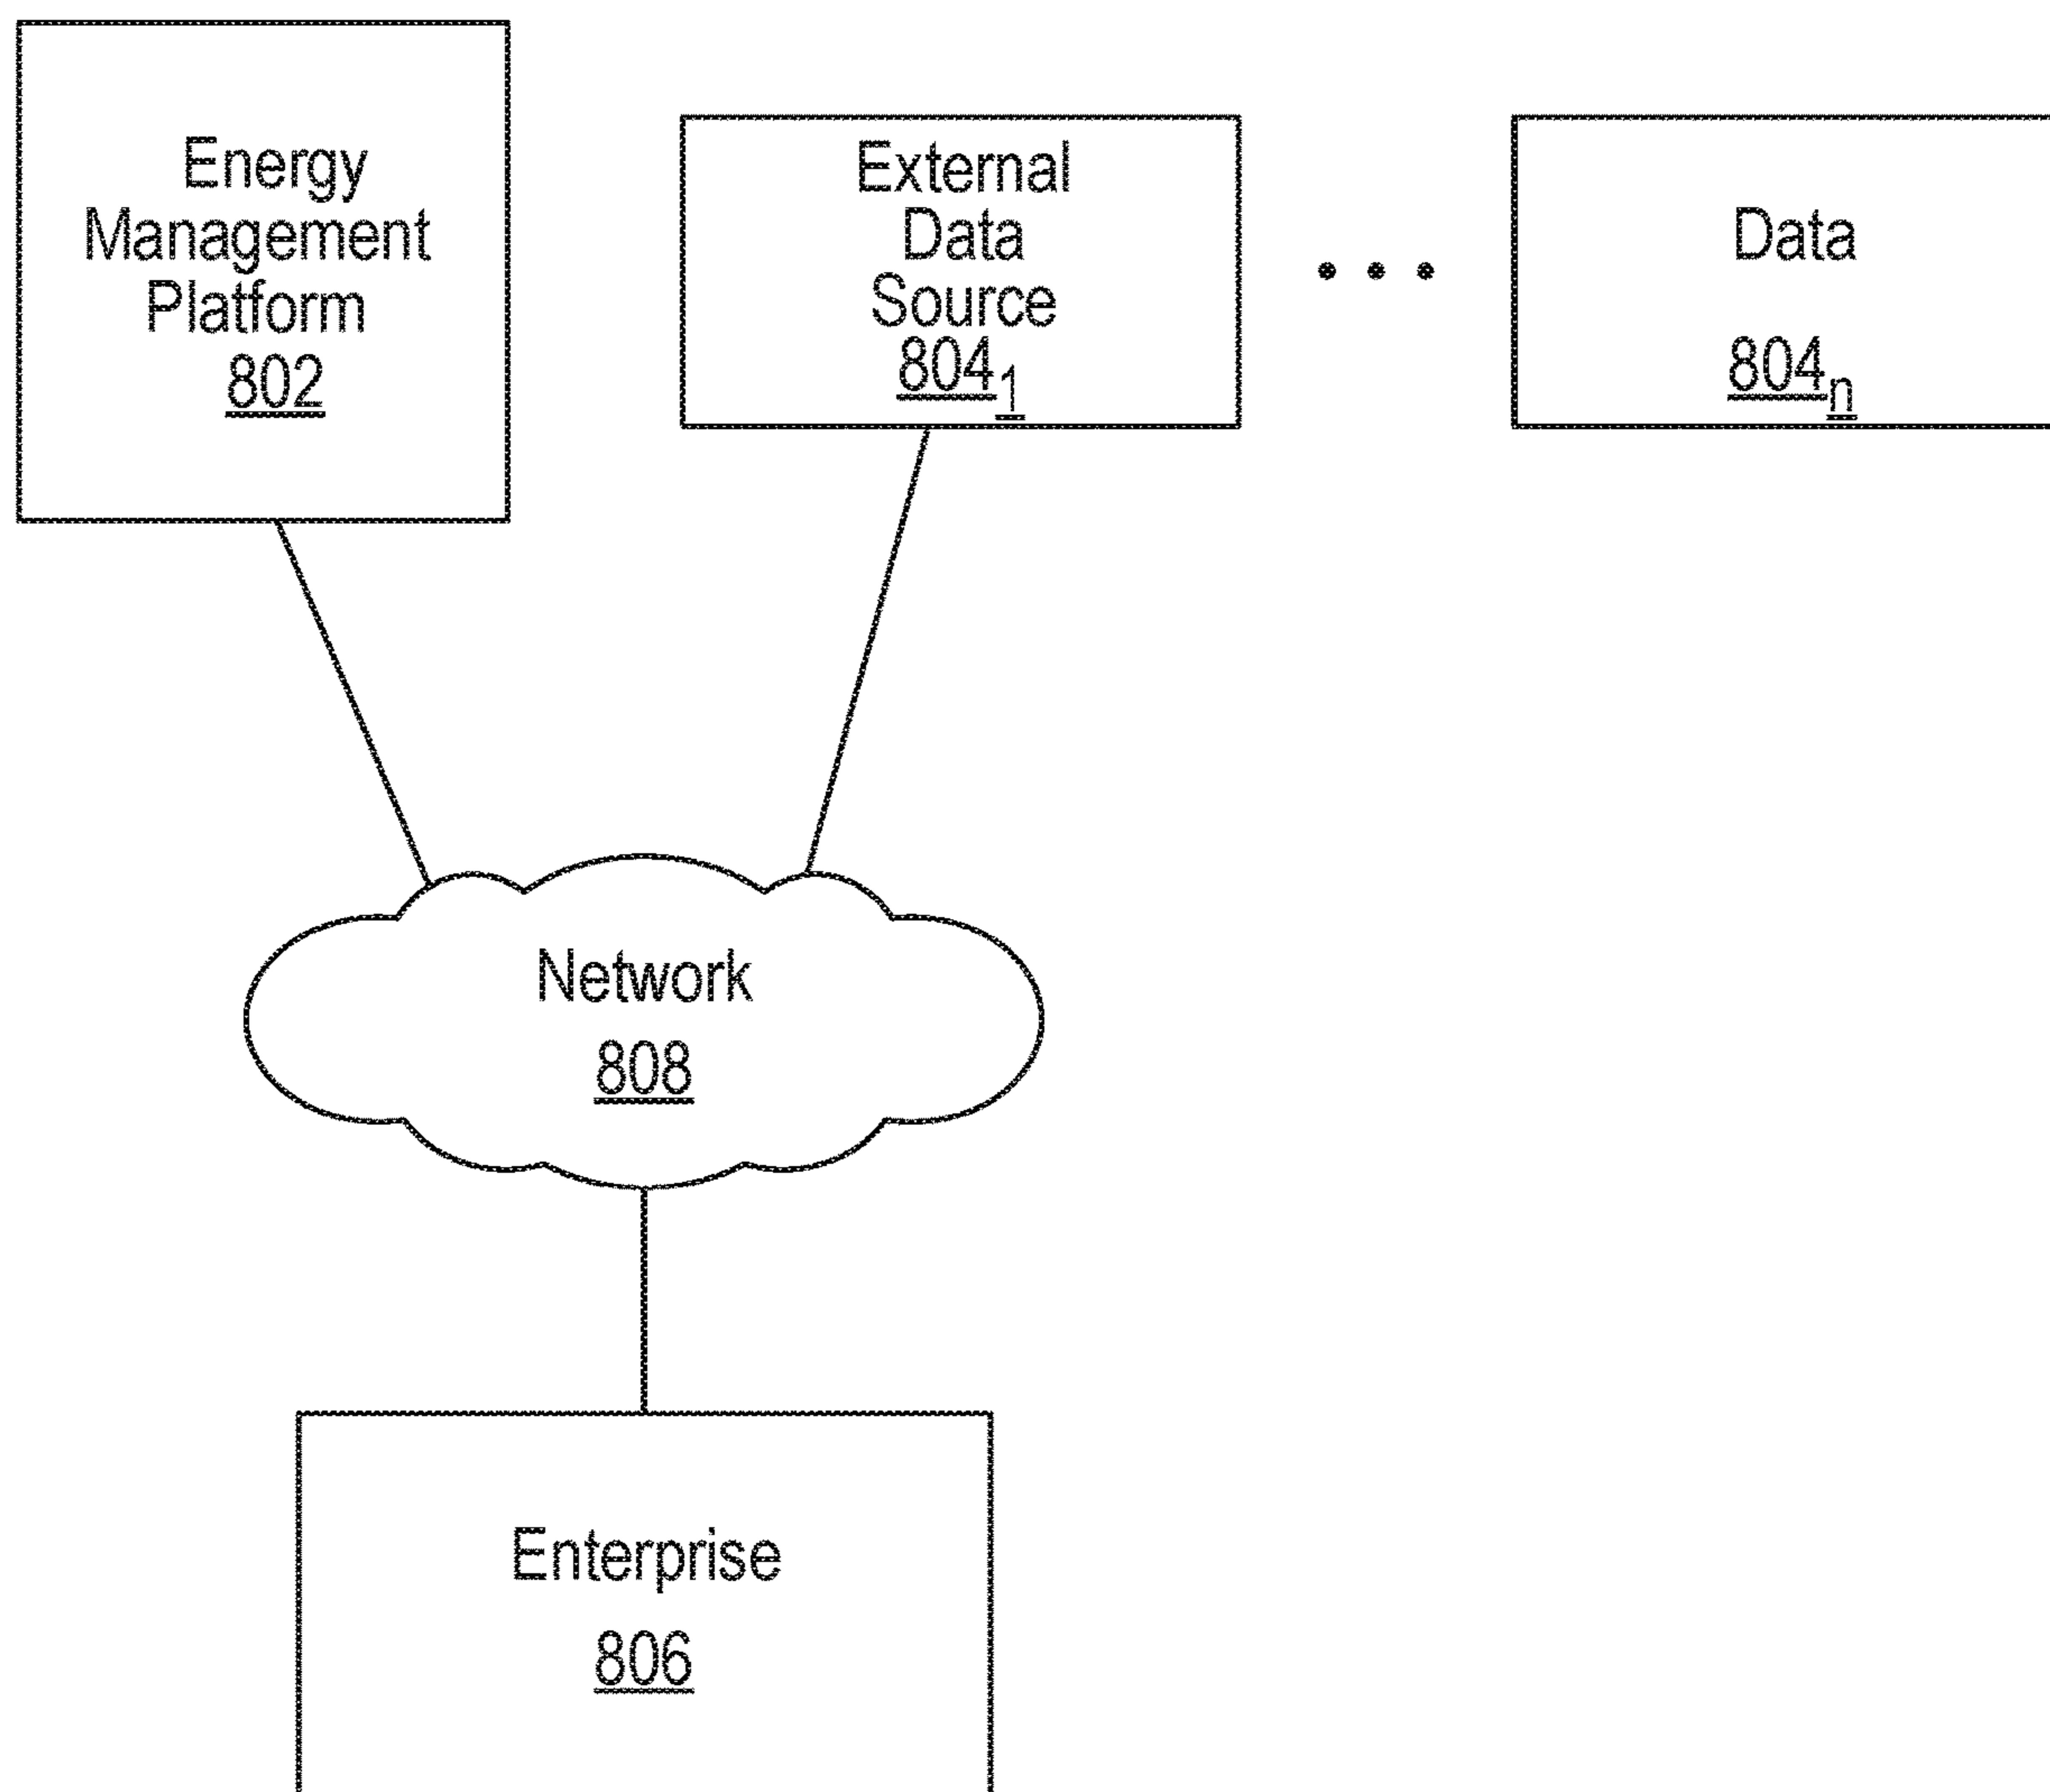 Energy
Management
Platform
802
External
Data
Source
804₁
Data
804ₙ
Network
808
Enterprise
806